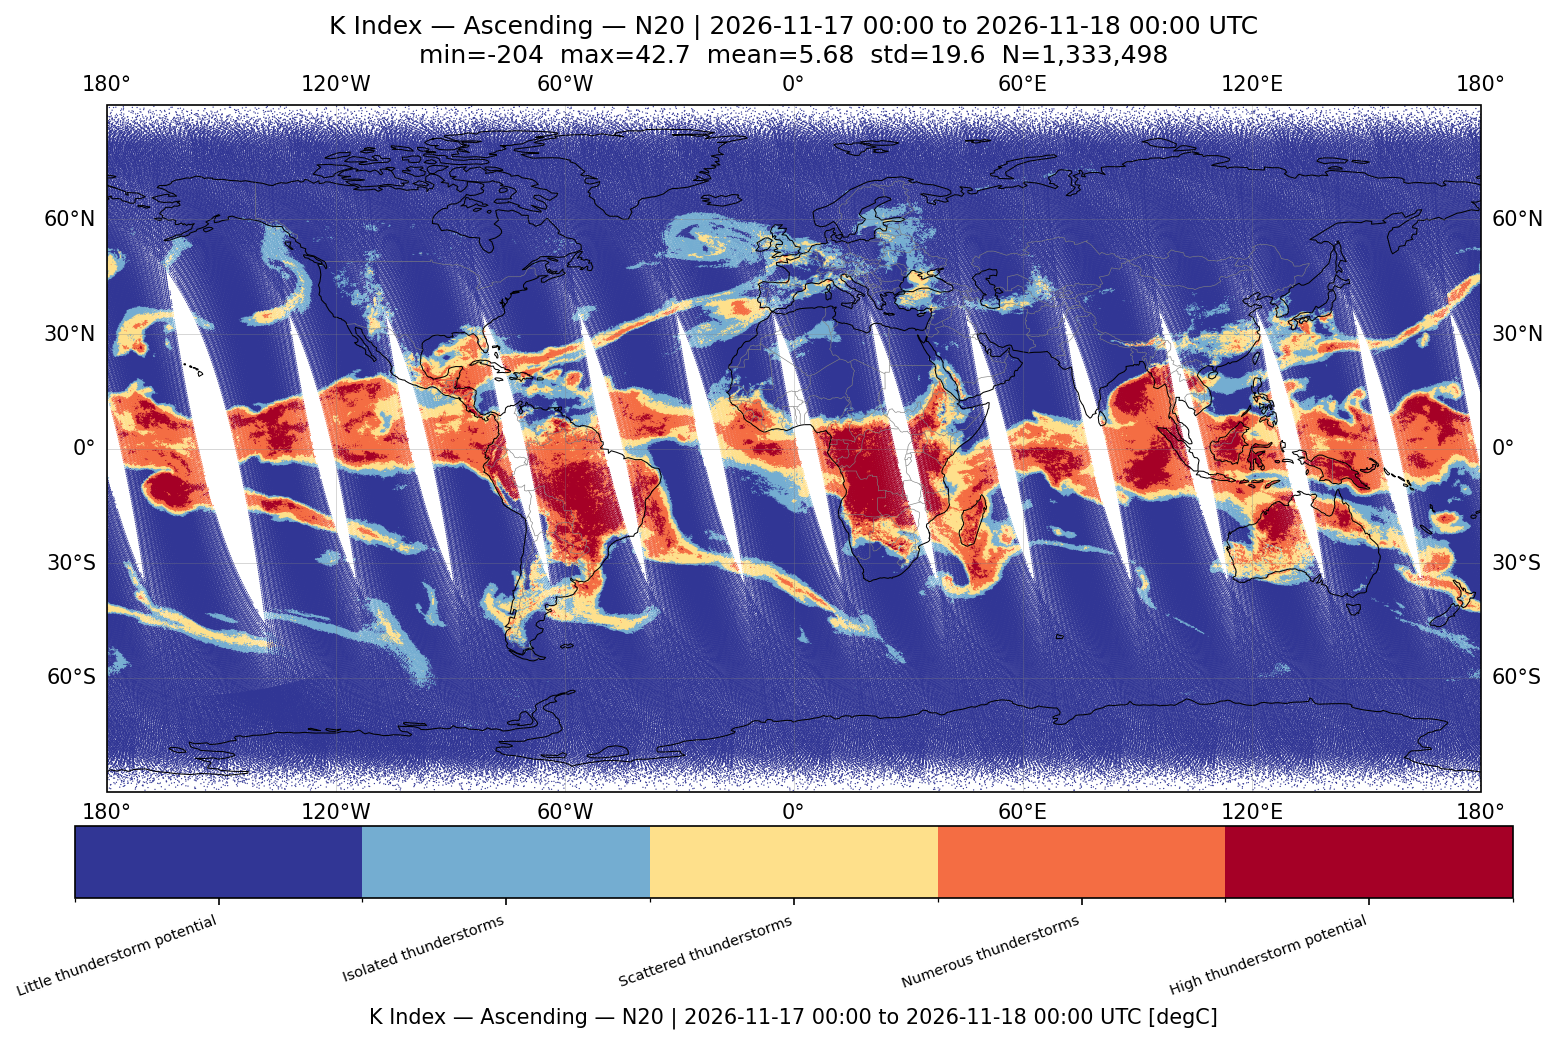 K Index — Ascending — N20 | 2026-11-17 00:00 to 2026-11-18 00:00 UTC
min=-204 max=42.7 mean=5.68 std=19.6 N=1,333,498
180° 120°W 60°W 0° 60°E 120°E 180°
60°N 60°N
30°N 30°N
0° 0°
30°S 30°S
60°S 60°S
180° 120°W 60°W 0° 60°E 120°E 180°
Little thunderstorm potential
Isolated thunderstorms
Scattered thunderstorms
Numerous thunderstorms
High thunderstorm potential
K Index — Ascending — N20 | 2026-11-17 00:00 to 2026-11-18 00:00 UTC [degC]